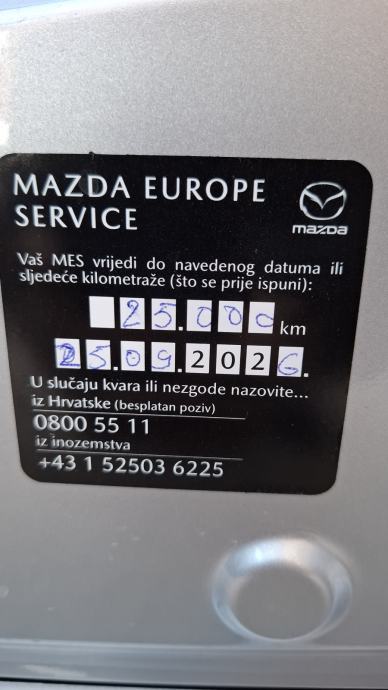 MAZDA EUROPE
SERVICE
mazda
Vaš MES vrijedi do navedenog datuma ili
sljedeće kilometraže (što se prije ispuni):
25.000 km
25.09.2026.
U slučaju kvara ili nezgode nazovite...
iz Hrvatske (besplatan poziv)
0800 55 11
iz inozemstva
+43 1 52503 6225